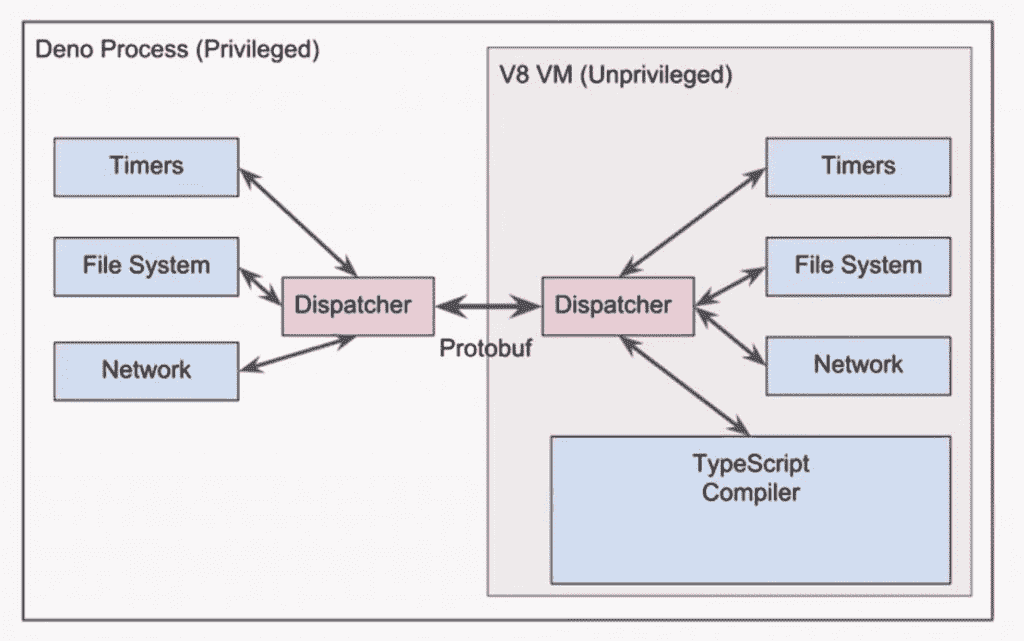 Deno Process (Privileged)
V8 VM (Unprivileged)
Timers
File System
Network
Dispatcher
Protobuf
Dispatcher
Timers
File System
Network
TypeScript
Compiler